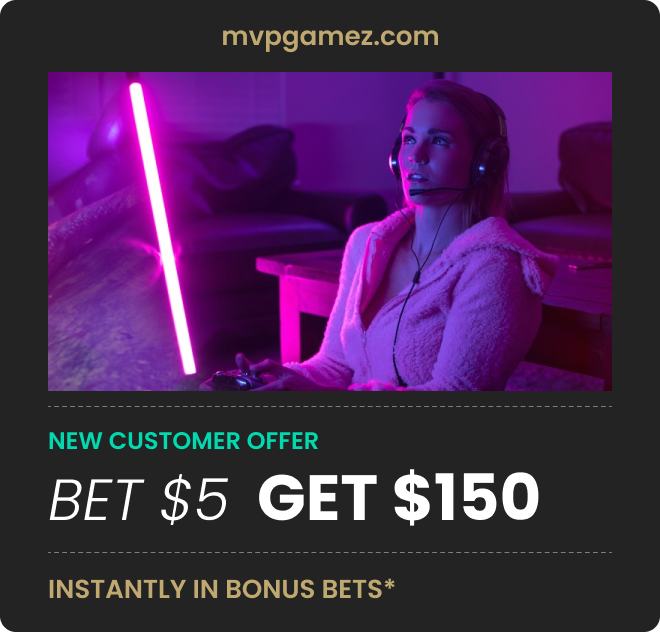 mvpgamez.com
NEW CUSTOMER OFFER
BET $5 GET $150
INSTANTLY IN BONUS BETS*